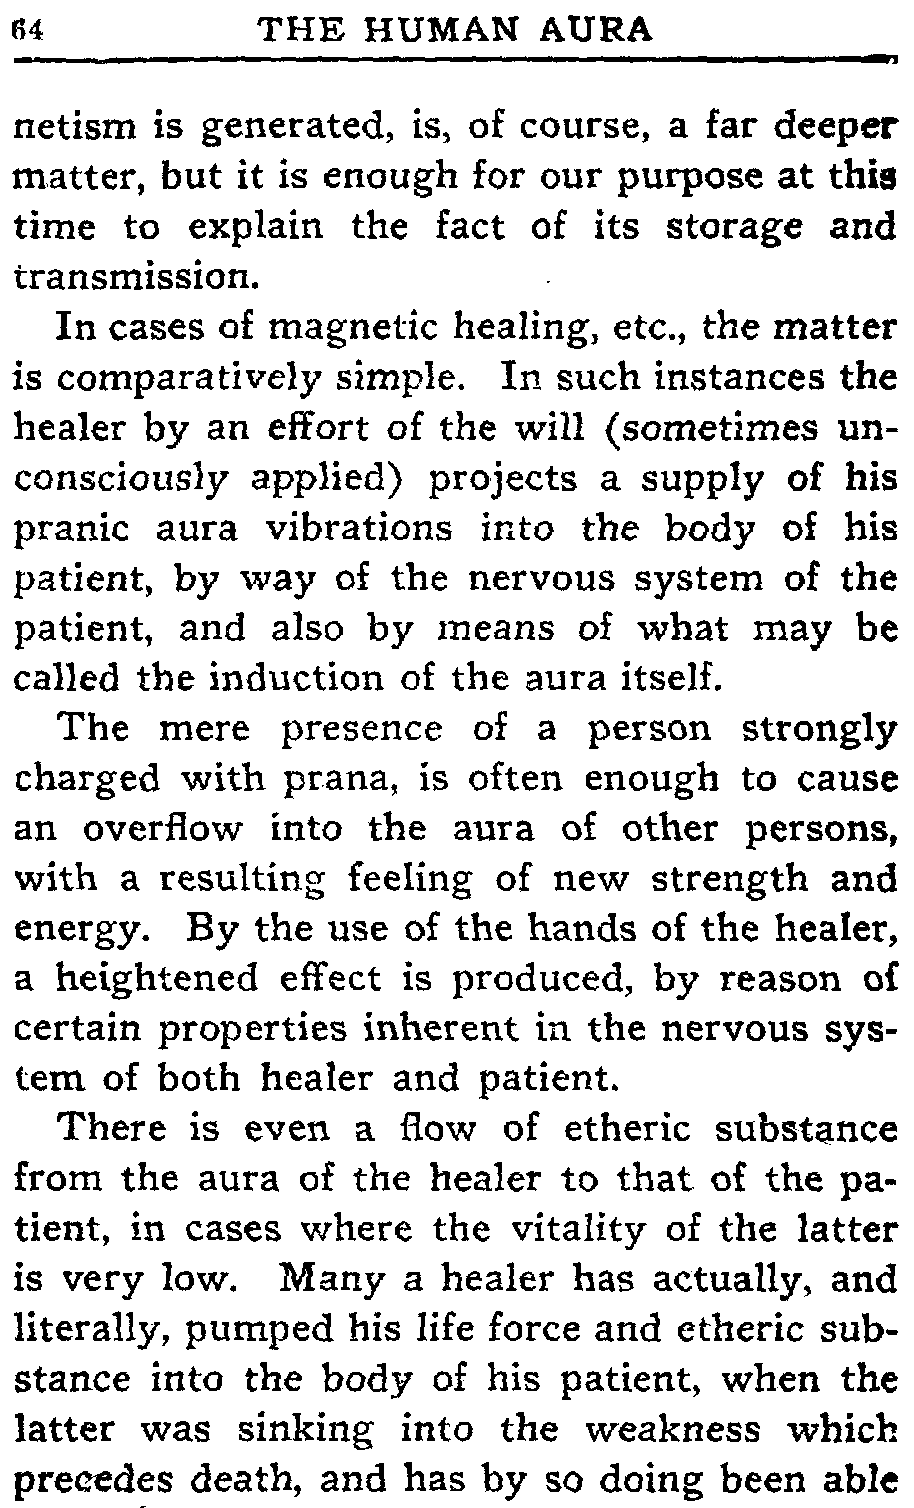 64 THE HUMAN AURA
netism is generated, is, of course, a far deeper
matter, but it is enough for our purpose at this
time to explain the fact of its storage and
transmission.
In cases of magnetic healing, etc., the matter
is comparatively simple. In such instances the
healer by an effort of the will (sometimes un-
consciously applied) projects a supply of his
pranic aura vibrations into the body of his
patient, by way of the nervous system of the
patient, and also by means of what may be
called the induction of the aura itself.
The mere presence of a person strongly
charged with prana, is often enough to cause
an overflow into the aura of other persons,
with a resulting feeling of new strength and
energy. By the use of the hands of the healer,
a heightened effect is produced, by reason of
certain properties inherent in the nervous sys-
tem of both healer and patient.
There is even a flow of etheric substance
from the aura of the healer to that of the pa-
tient, in cases where the vitality of the latter
is very low. Many a healer has actually, and
literally, pumped his life force and etheric sub-
stance into the body of his patient, when the
latter was sinking into the weakness which
precedes death, and has by so doing been able